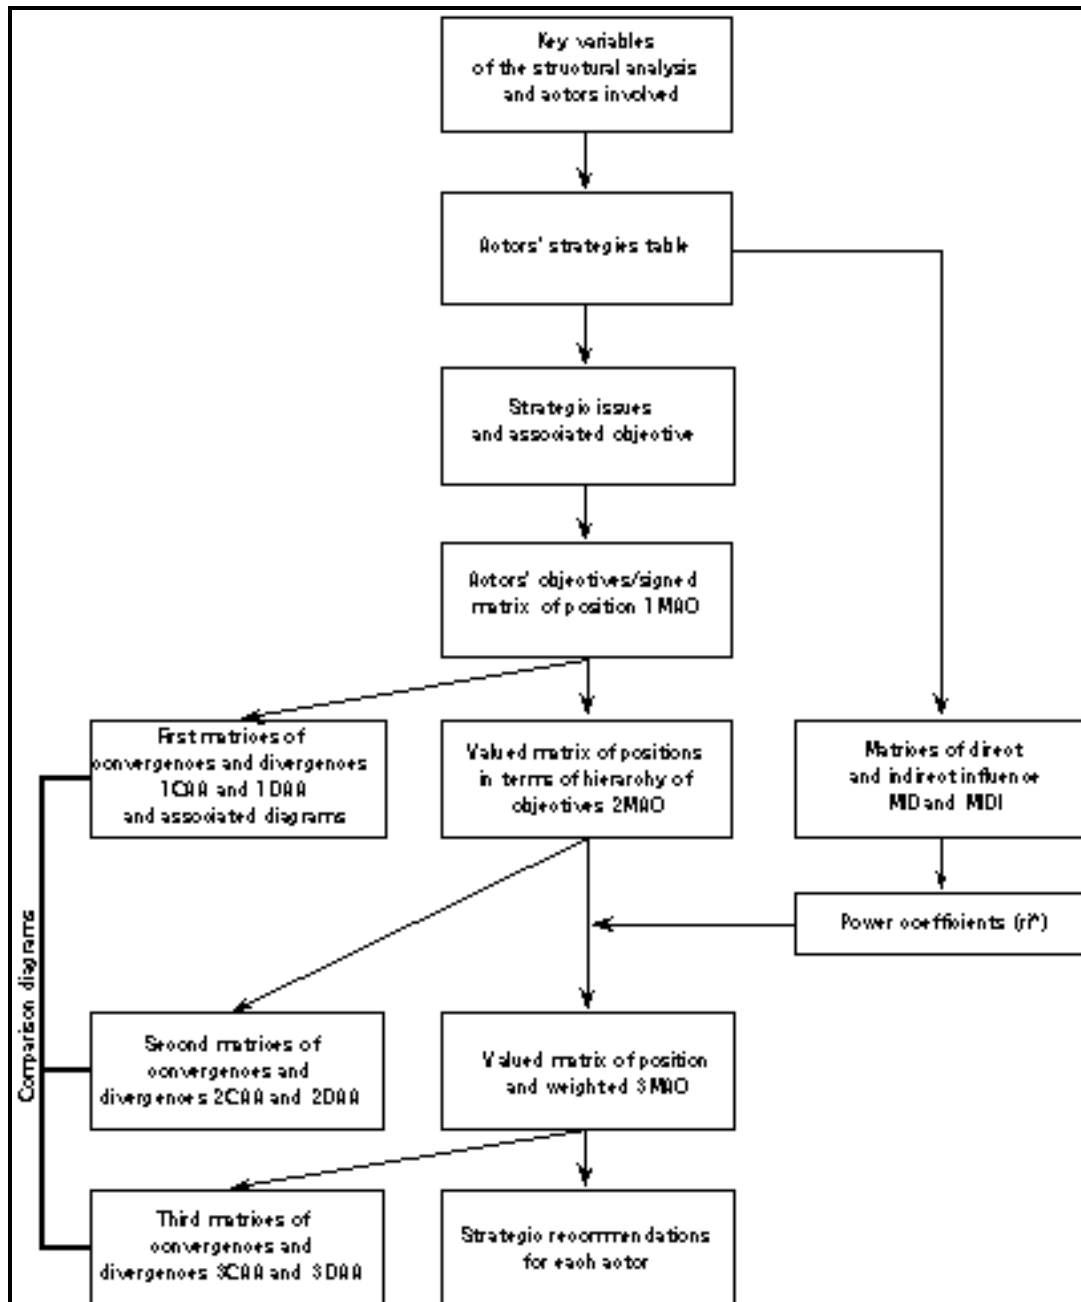 Key variables
of the structural analysis
and actors involved
Actors' strategies table
Strategic issues
and associated objective
Actors' objectives/signed
matrix of position 1MAO
First matrices of
convergences and divergences
1CAA and 1DAA
and associated diagrams
Valued matrix of positions
in terms of hierarchy of
objectives 2MAO
Matrices of direct
and indirect influence
MID and MIDI
Power coefficients (ri*)
Comparison diagrams
Second matrices of
convergences and
divergences 2CAA and 2DAA
Valued matrix of position
and weighted 3MAO
Third matrices of
convergences and
divergences 3CAA and 3DAA
Strategic recommendations
for each actor